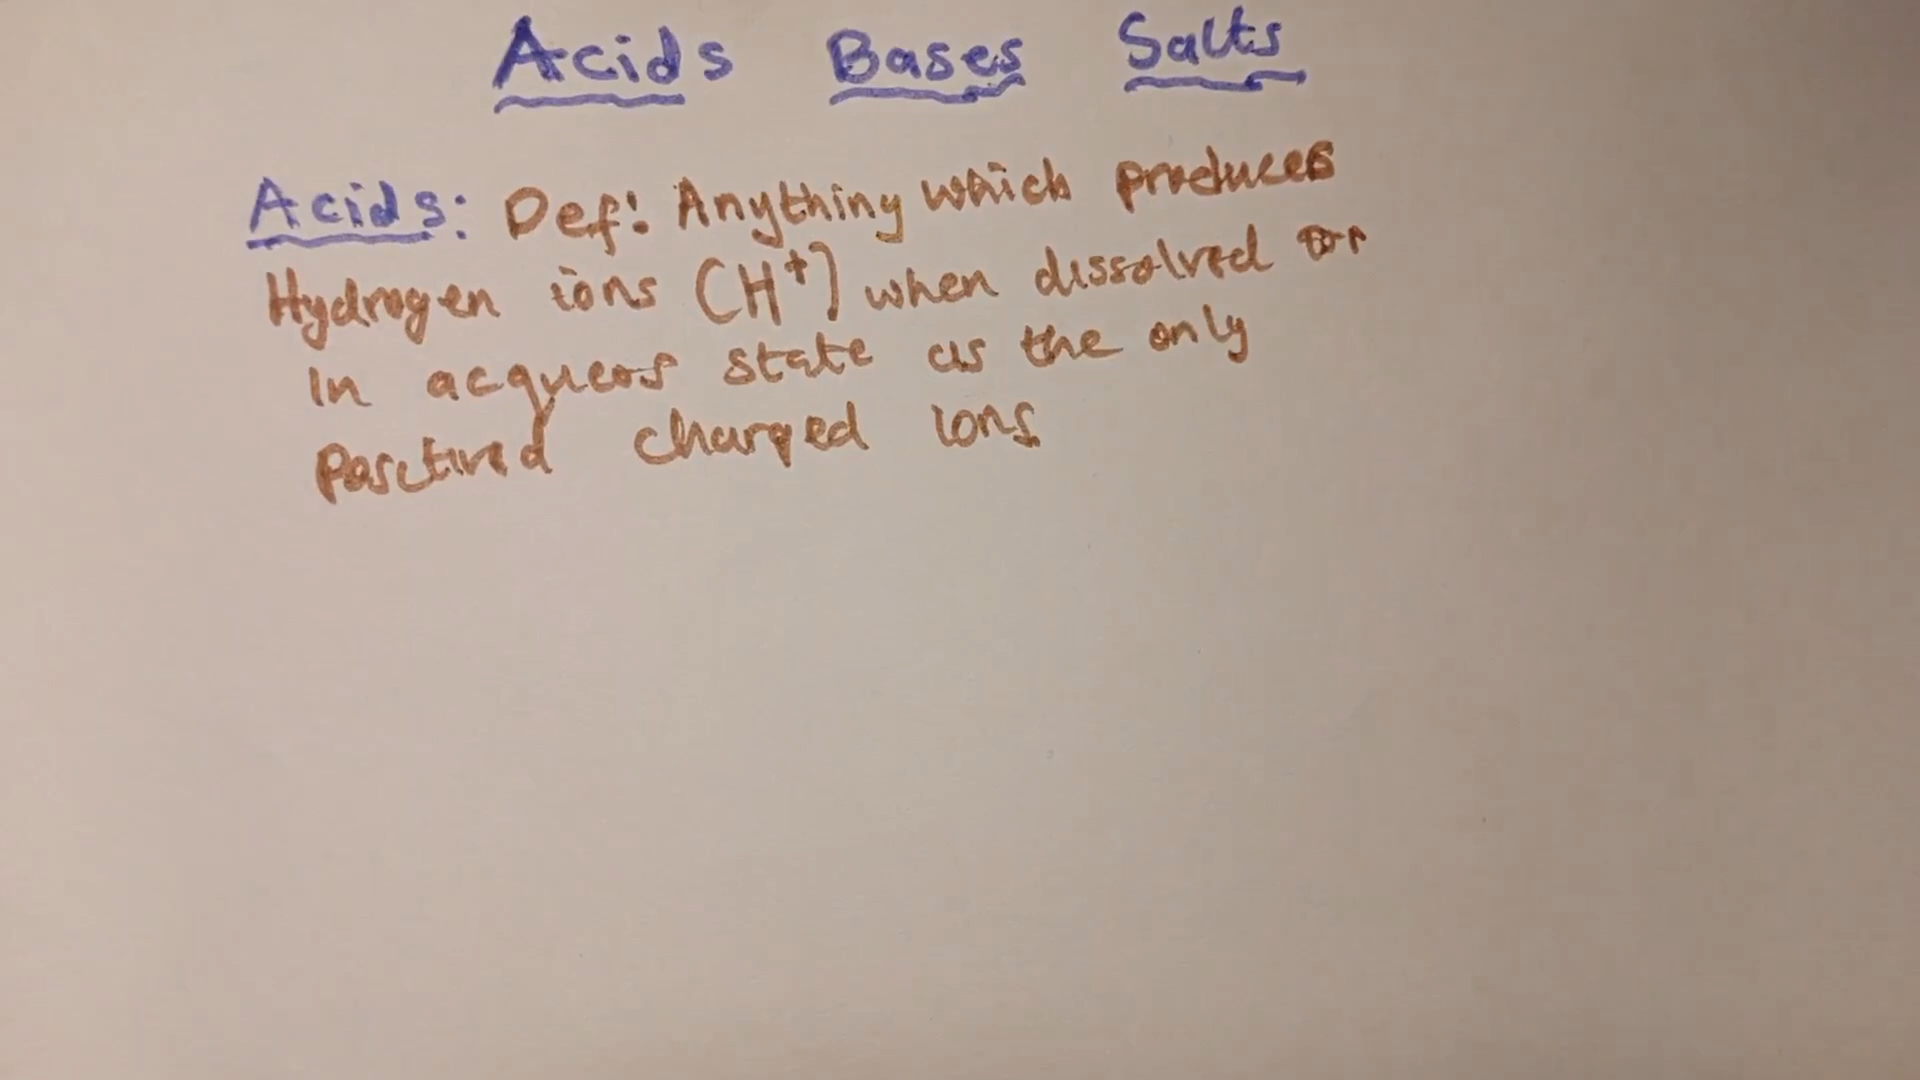 Acids Bases Salts
Acids: Def: Anything which produces
Hydrogen ions (H+) when dissolved or
in acqueos state as the only
Positived charged ions